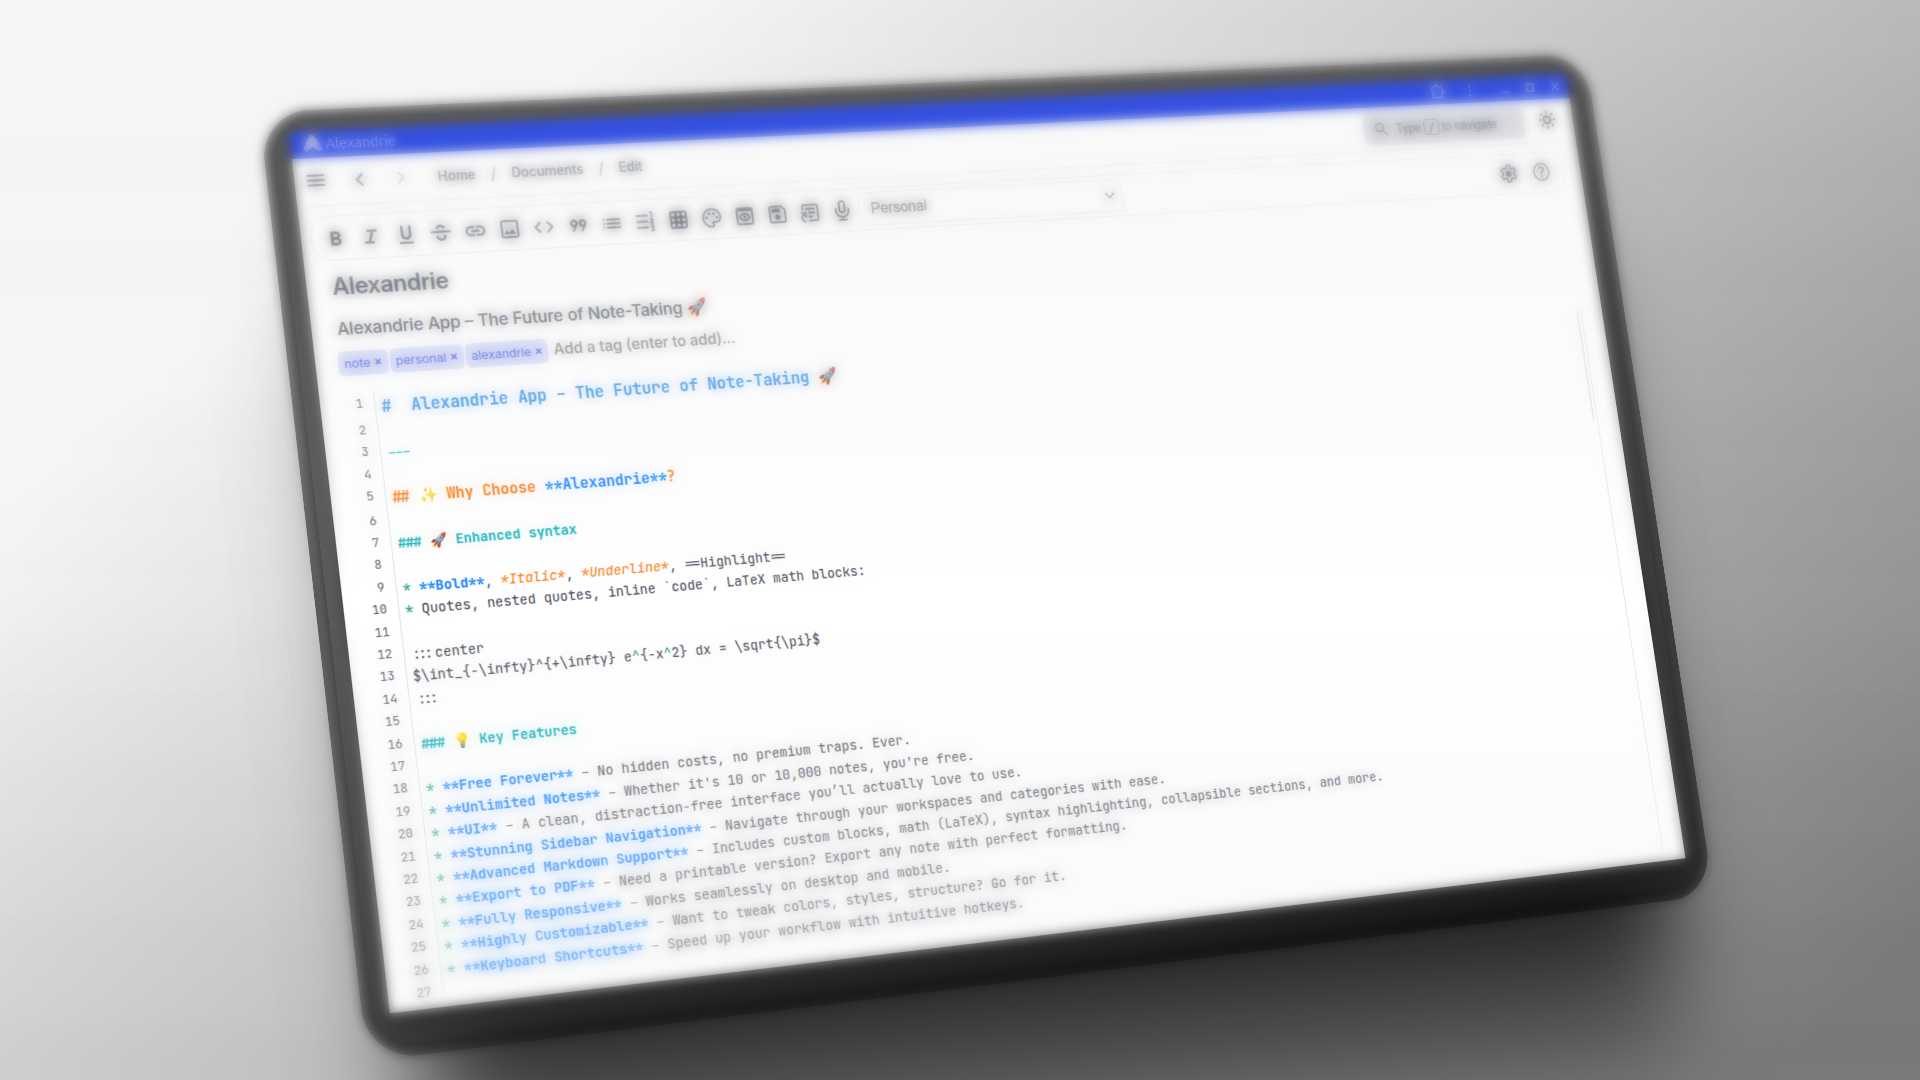 Alexandrie
Type / to navigate
Home / Documents / Edit
B I U <> 99 Personal
Alexandrie
Alexandrie App – The Future of Note-Taking 🚀
note × personal × alexandrie × Add a tag (enter to add)...
1 # Alexandrie App – The Future of Note-Taking 🚀
2
3 ---
4
5 ## ✨ Why Choose **Alexandrie**?
6
7 ### 🚀 Enhanced syntax
8
9 * **Bold**, *Italic*, *Underline*, ==Highlight==
10 * Quotes, nested quotes, inline `code`, LaTeX math blocks:
11
12 :::center
13 $\int_{-\infty}^{+\infty} e^{-x^2} dx = \sqrt{\pi}$
14 :::
15
16 ### 💡 Key Features
17
18 * **Free Forever** – No hidden costs, no premium traps. Ever.
19 * **Unlimited Notes** – Whether it's 10 or 10,000 notes, you're free.
20 * **UI** – A clean, distraction-free interface you’ll actually love to use.
21 * **Stunning Sidebar Navigation** – Navigate through your workspaces and categories with ease.
22 * **Advanced Markdown Support** – Includes custom blocks, math (LaTeX), syntax highlighting, collapsible sections, and more.
23 * **Export to PDF** – Need a printable version? Export any note with perfect formatting.
24 * **Fully Responsive** – Works seamlessly on desktop and mobile.
25 * **Highly Customizable** – Want to tweak colors, styles, structure? Go for it.
26 * **Keyboard Shortcuts** – Speed up your workflow with intuitive hotkeys.
27